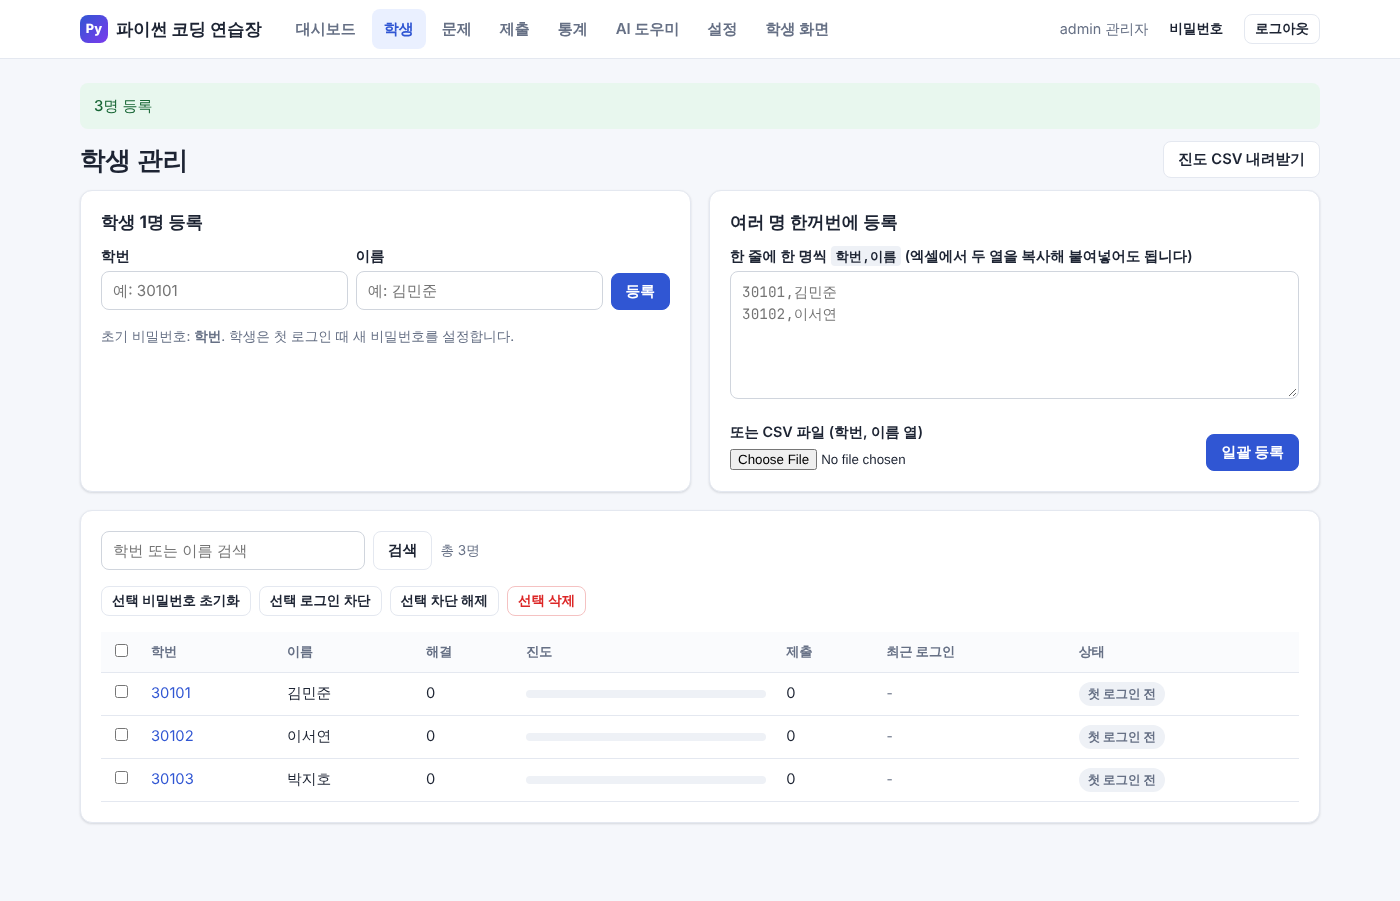 Py 파이썬 코딩 연습장 대시보드 학생 문제 제출 통계 AI 도우미 설정 학생 화면 admin 관리자 비밀번호 로그아웃
3명 등록
학생 관리 진도 CSV 내려받기
학생 1명 등록
학번 이름
예: 30101 예: 김민준 등록
초기 비밀번호: 학번. 학생은 첫 로그인 때 새 비밀번호를 설정합니다.
여러 명 한꺼번에 등록
한 줄에 한 명씩 학번,이름 (엑셀에서 두 열을 복사해 붙여넣어도 됩니다)
30101,김민준
30102,이서연
또는 CSV 파일 (학번, 이름 열)
Choose File No file chosen 일괄 등록
학번 또는 이름 검색 검색 총 3명
선택 비밀번호 초기화 선택 로그인 차단 선택 차단 해제 선택 삭제
학번 이름 해결 진도 제출 최근 로그인 상태
30101 김민준 0 0 - 첫 로그인 전
30102 이서연 0 0 - 첫 로그인 전
30103 박지호 0 0 - 첫 로그인 전